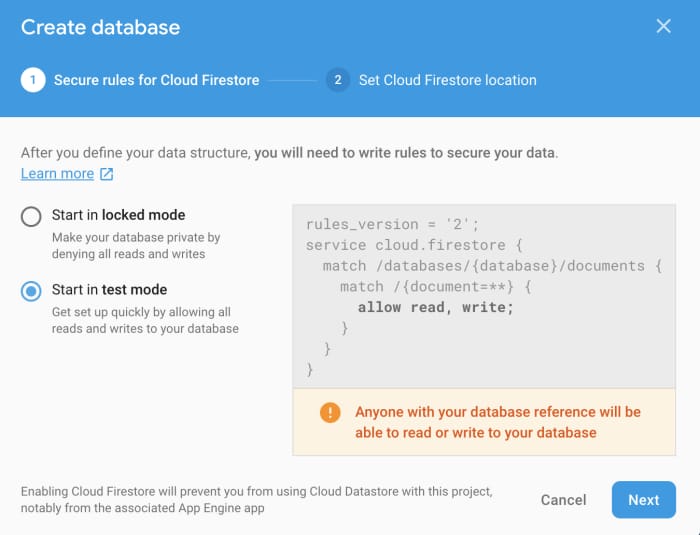 Create database
1 Secure rules for Cloud Firestore 2 Set Cloud Firestore location
After you define your data structure, you will need to write rules to secure your data.
Learn more
Start in locked mode
Make your database private by
denying all reads and writes
Start in test mode
Get set up quickly by allowing all
reads and writes to your database
rules_version = '2';
service cloud.firestore {
  match /databases/{database}/documents {
    match /{document=**} {
      allow read, write;
    }
  }
}
Anyone with your database reference will be
able to read or write to your database
Enabling Cloud Firestore will prevent you from using Cloud Datastore with this project,
notably from the associated App Engine app
Cancel Next